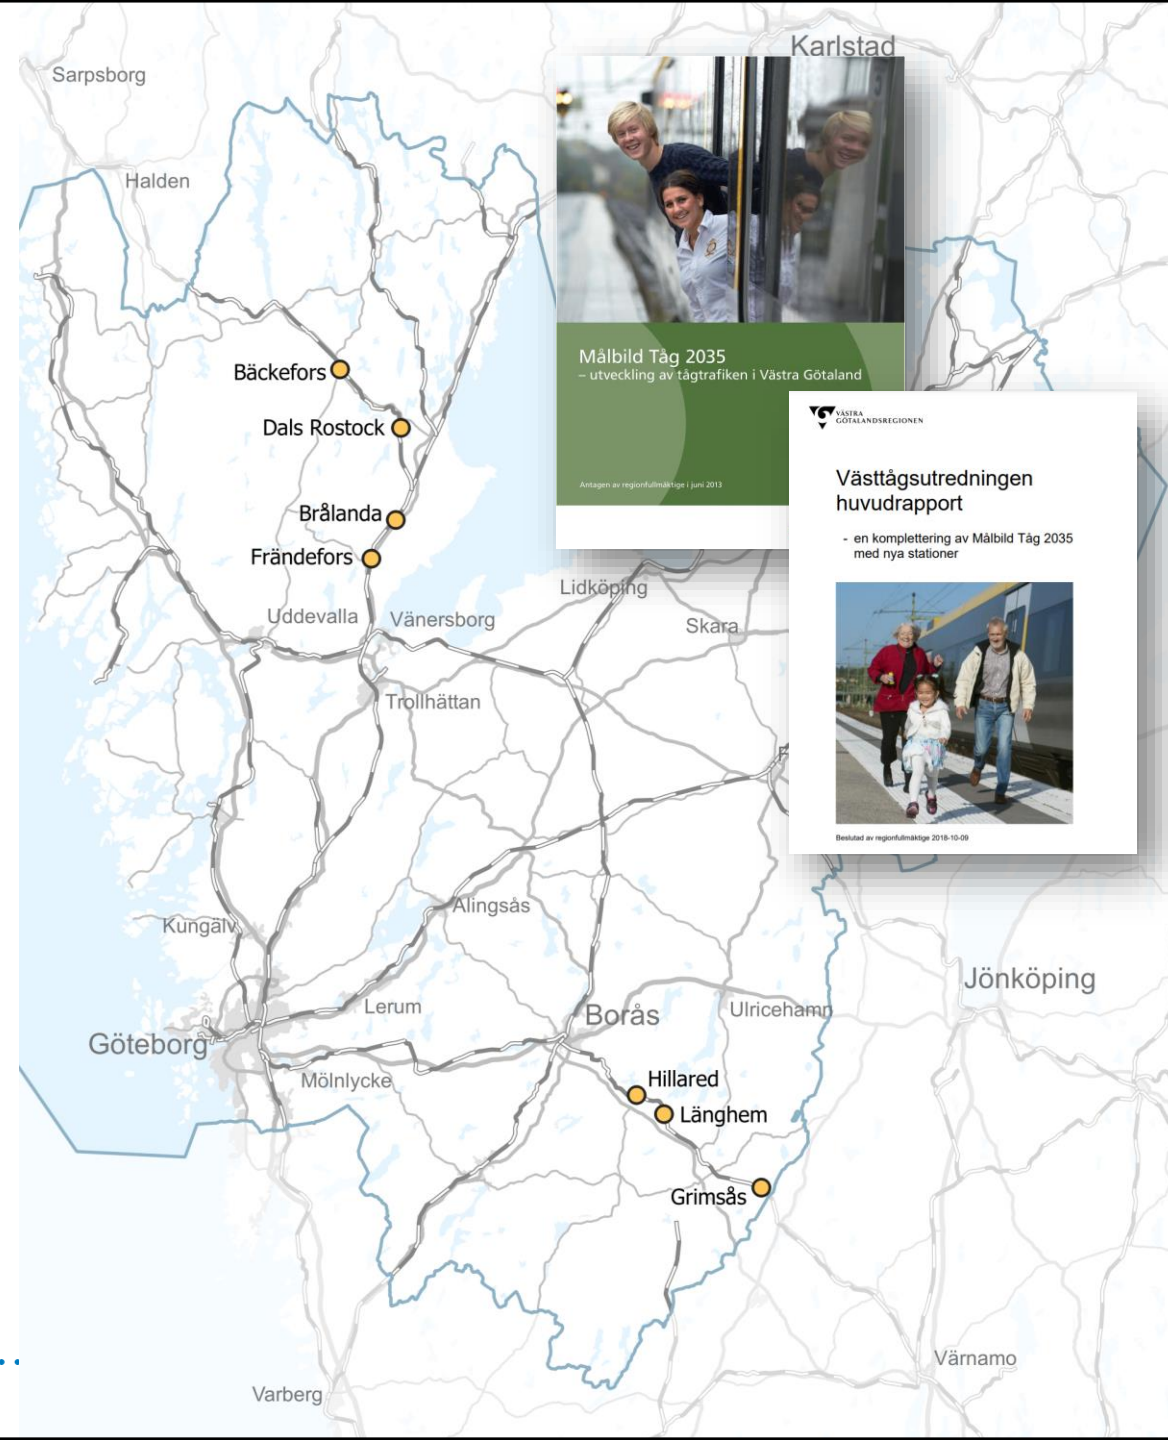 Karlstad
Sarpsborg
Halden
Målbild Tåg 2035
– utveckling av tågtrafiken i Västra Götaland
Antagen av regionfullmäktige i juni 2013
Bäckefors
Dals Rostock
Brålanda
Frändefors
VÄSTRA
GÖTALANDSREGIONEN
Västtågsutredningen
huvudrapport
- en komplettering av Målbild Tåg 2035
med nya stationer
Beslutad av regionfullmäktige 2018-10-09
Lidköping
Uddevalla
Vänersborg
Skara
Trollhättan
Alingsås
Kungälv
Jönköping
Lerum
Borås
Ulricehamn
Göteborg
Mölnlycke
Hillared
Länghem
Grimsås
Värnamo
Varberg